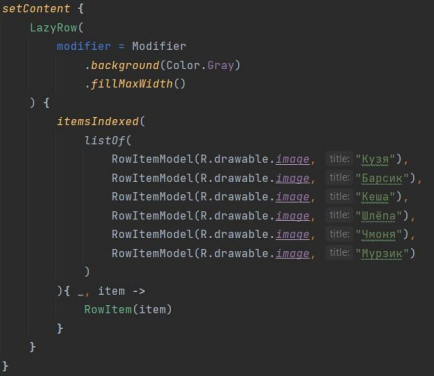 setContent {
    LazyRow(
        modifier = Modifier
            .background(Color.Gray)
            .fillMaxWidth()
    ) {
        itemsIndexed(
            listOf(
                RowItemModel(R.drawable.image, title: "Кузя"),
                RowItemModel(R.drawable.image, title: "Барсик"),
                RowItemModel(R.drawable.image, title: "Кеша"),
                RowItemModel(R.drawable.image, title: "Шлёпа"),
                RowItemModel(R.drawable.image, title: "Чмоня"),
                RowItemModel(R.drawable.image, title: "Мурзик")
            )
        ){ _, item ->
            RowItem(item)
        }
    }
}